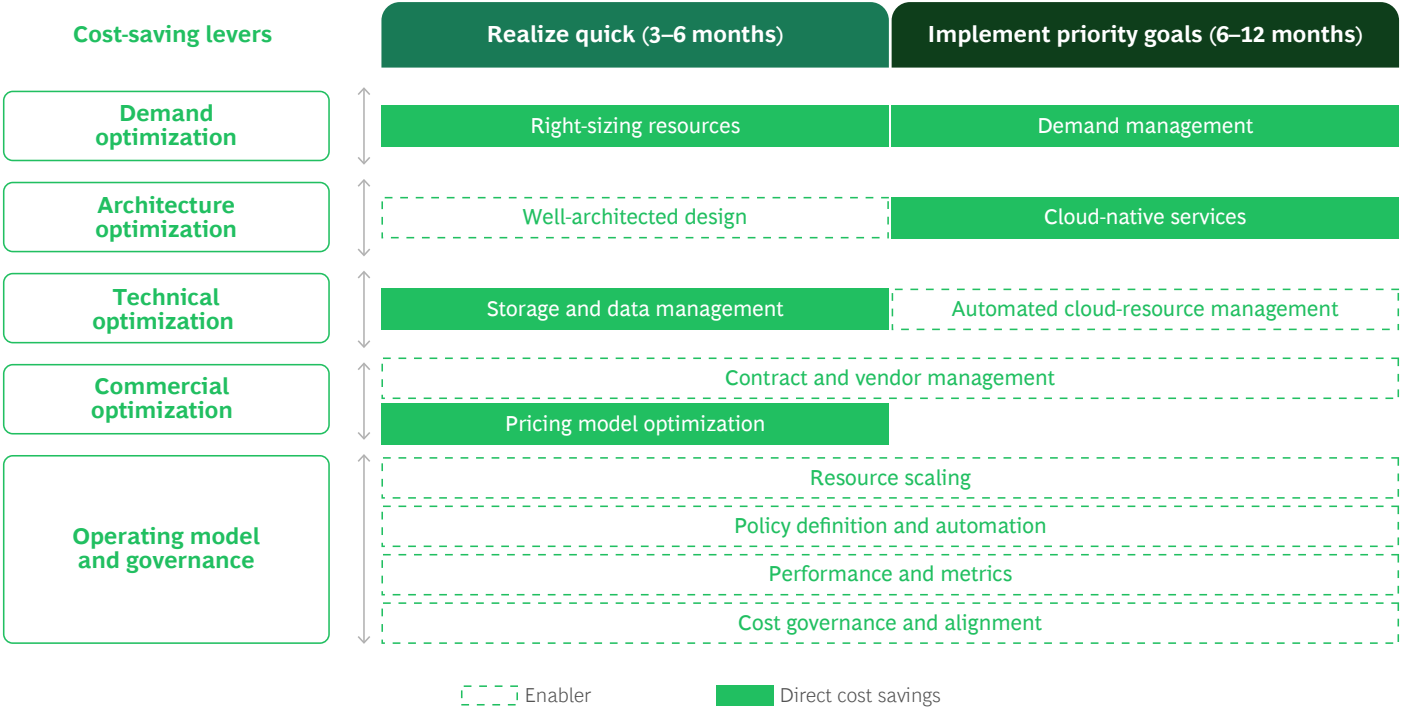 Cost-saving levers
Realize quick (3–6 months)
Implement priority goals (6–12 months)
Demand
optimization
Right-sizing resources
Demand management
Architecture
optimization
Well-architected design
Cloud-native services
Technical
optimization
Storage and data management
Automated cloud-resource management
Commercial
optimization
Contract and vendor management
Pricing model optimization
Operating model
and governance
Resource scaling
Policy definition and automation
Performance and metrics
Cost governance and alignment
Enabler
Direct cost savings